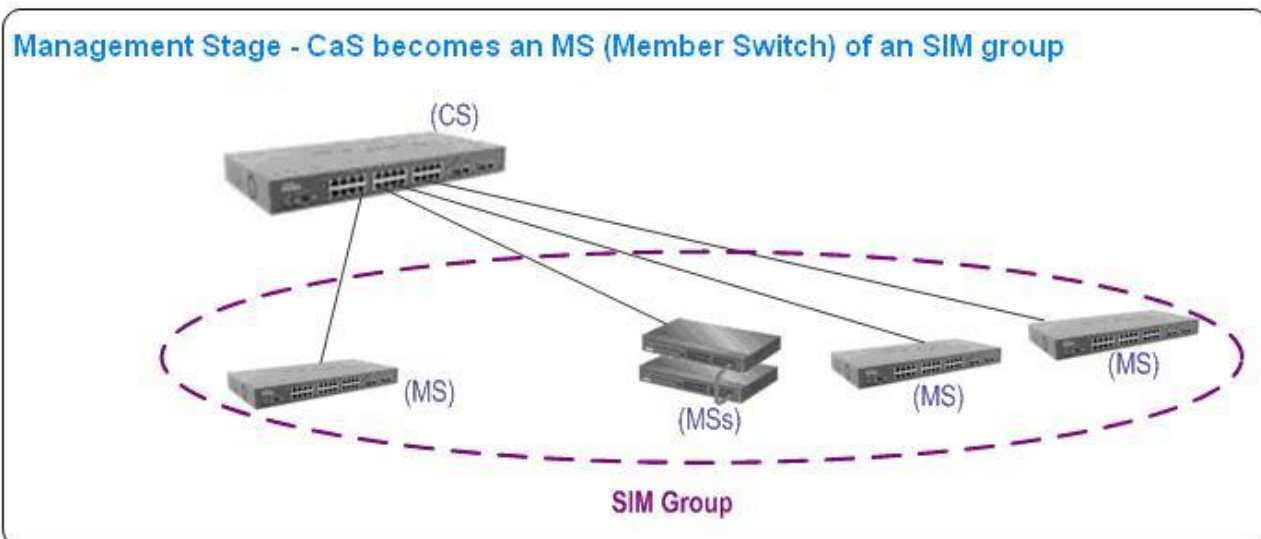 Management Stage - CaS becomes an MS (Member Switch) of an SIM group
(CS)
(MS)
(MSs)
(MS)
(MS)
SIM Group